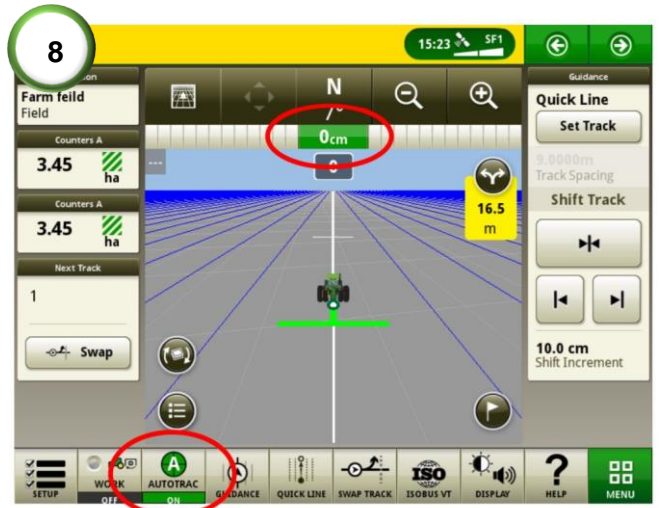 8
15:23 SF1
Farm feild
Field
Counters A
3.45
ha
Counters A
3.45
ha
Next Track
1
Swap
N
7°
0cm
0
---
16.5
m
Guidance
Quick Line
Set Track
9.0000m
Track Spacing
Shift Track
10.0 cm
Shift Increment
SETUP
WORK
OFF
A
AUTOTRAC
ON
GUIDANCE
QUICK LINE
SWAP TRACK
ISO
ISOBUS VT
DISPLAY
?
HELP
MENU